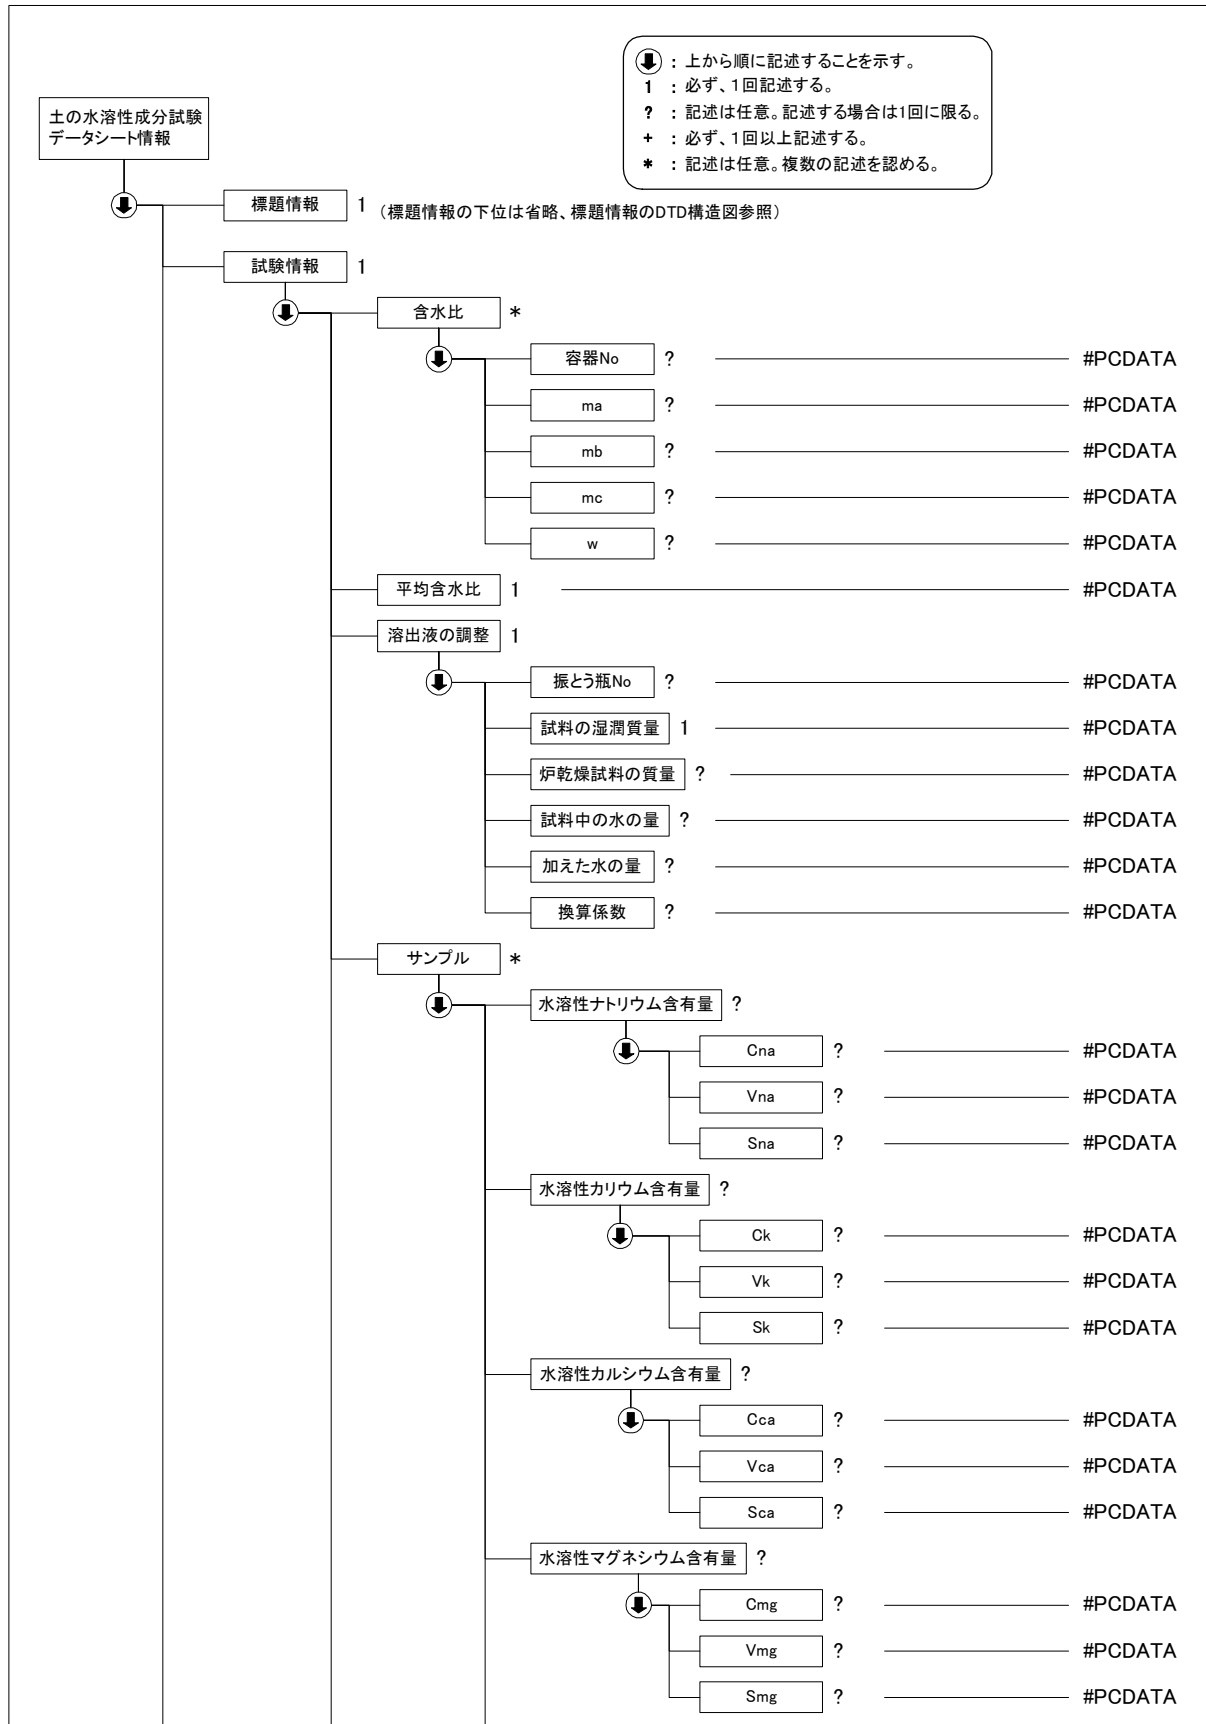 : 上から順に記述することを示す。
1 : 必ず、1回記述する。
? : 記述は任意。記述する場合は1回に限る。
+ : 必ず、1回以上記述する。
* : 記述は任意。複数の記述を認める。
土の水溶性成分試験
データシート情報
標題情報 1 (標題情報の下位は省略、標題情報のDTD構造図参照)
試験情報 1
含水比 *
容器No ? #PCDATA
ma ? #PCDATA
mb ? #PCDATA
mc ? #PCDATA
w ? #PCDATA
平均含水比 1 #PCDATA
溶出液の調整 1
振とう瓶No ? #PCDATA
試料の湿潤質量 1 #PCDATA
炉乾燥試料の質量 ? #PCDATA
試料中の水の量 ? #PCDATA
加えた水の量 ? #PCDATA
換算係数 ? #PCDATA
サンプル *
水溶性ナトリウム含有量 ?
Cna ? #PCDATA
Vna ? #PCDATA
Sna ? #PCDATA
水溶性カリウム含有量 ?
Ck ? #PCDATA
Vk ? #PCDATA
Sk ? #PCDATA
水溶性カルシウム含有量 ?
Cca ? #PCDATA
Vca ? #PCDATA
Sca ? #PCDATA
水溶性マグネシウム含有量 ?
Cmg ? #PCDATA
Vmg ? #PCDATA
Smg ? #PCDATA